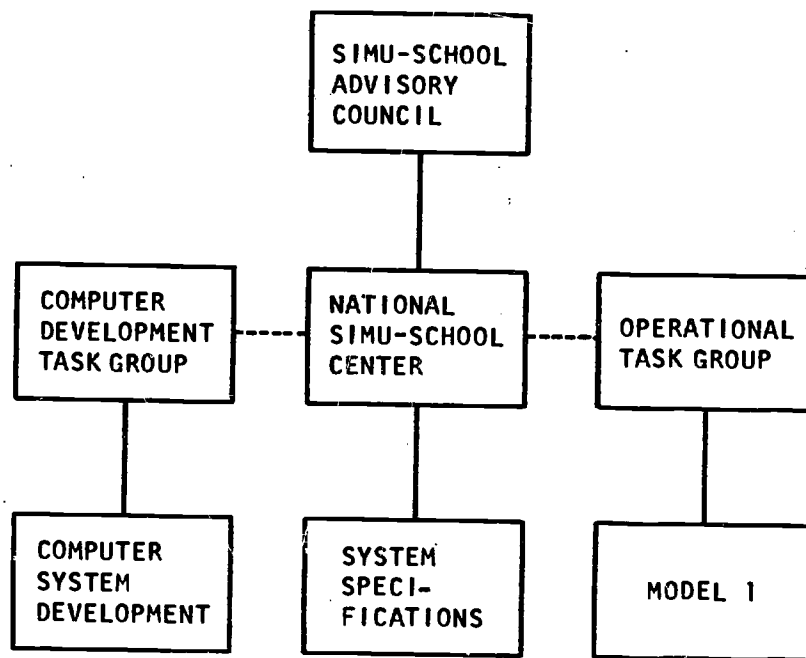 SIMU-SCHOOL
ADVISORY
COUNCIL
COMPUTER
DEVELOPMENT
TASK GROUP
NATIONAL
SIMU-SCHOOL
CENTER
OPERATIONAL
TASK GROUP
COMPUTER
SYSTEM
DEVELOPMENT
SYSTEM
SPECI-
FICATIONS
MODEL 1